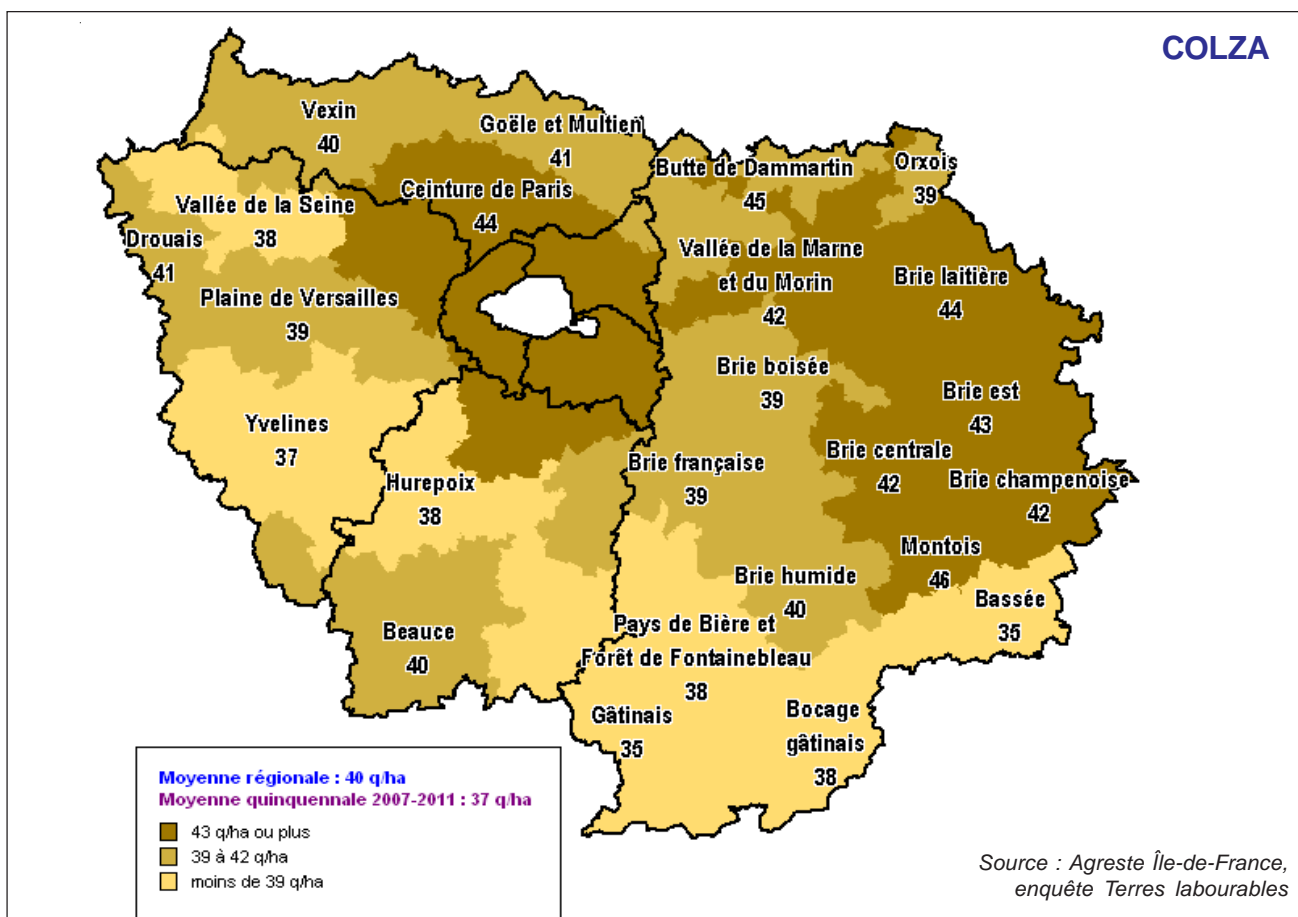 COLZA
Vexin
40
Goële et Multien
41
Butte de Dammartin
45
Orxois
39
Ceinture de Paris
44
Vallée de la Seine
38
Drouais
41
Vallée de la Marne
et du Morin
42
Brie laitière
44
Plaine de Versailles
39
Brie boisée
39
Brie est
43
Yvelines
37
Brie française
39
Brie centrale
42
Brie champenoise
42
Hurepoix
38
Montois
46
Brie humide
40
Bassée
35
Beauce
40
Pays de Bière et
Forêt de Fontainebleau
38
Gâtinais
35
Bocage
gâtinais
38
Moyenne régionale : 40 q/ha
Moyenne quinquennale 2007-2011 : 37 q/ha
43 q/ha ou plus
39 à 42 q/ha
moins de 39 q/ha
Source : Agreste Île-de-France,
enquête Terres labourables